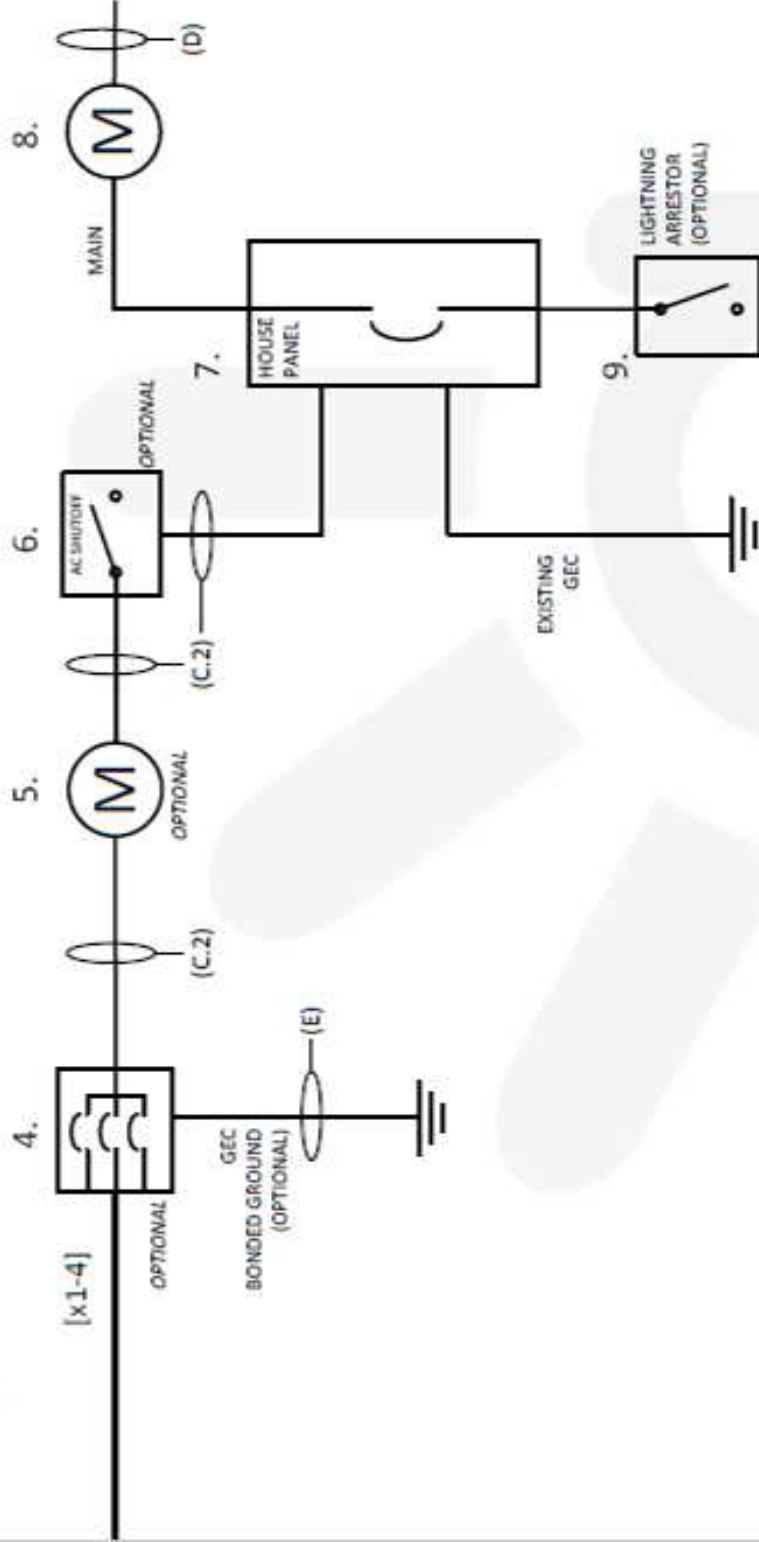 [x1-4]
4.
OPTIONAL
GEC
BONDED GROUND
(OPTIONAL)
(E)
(C.2)
5.
M
OPTIONAL
(C.2)
6.
AC SHUTOFF
OPTIONAL
EXISTING
GEC
7.
HOUSE
PANEL
MAIN
8.
M
(D)
9.
LIGHTNING
ARRESTOR
(OPTIONAL)